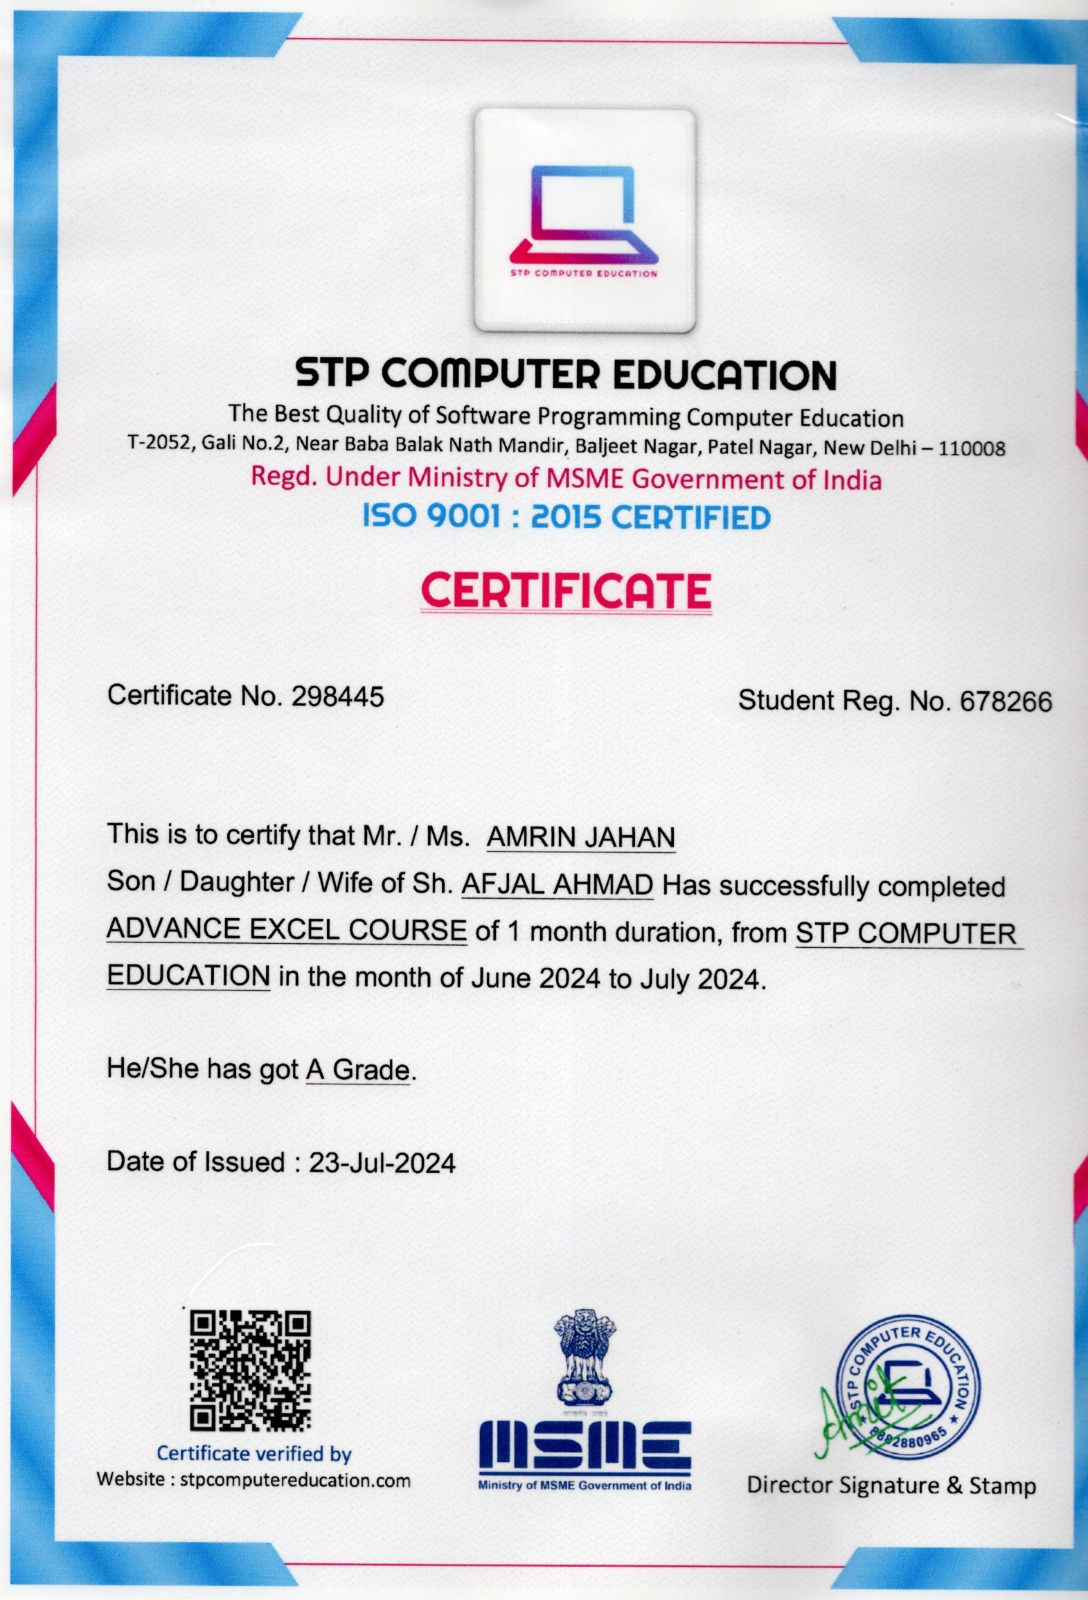 STP COMPUTER EDUCATION
STP COMPUTER EDUCATION
The Best Quality of Software Programming Computer Education
T-2052, Gali No.2, Near Baba Balak Nath Mandir, Baljeet Nagar, Patel Nagar, New Delhi – 110008
Regd. Under Ministry of MSME Government of India
ISO 9001 : 2015 CERTIFIED
CERTIFICATE
Certificate No. 298445
Student Reg. No. 678266
This is to certify that Mr. / Ms. AMRIN JAHAN
Son / Daughter / Wife of Sh. AFJAL AHMAD Has successfully completed
ADVANCE EXCEL COURSE of 1 month duration, from STP COMPUTER
EDUCATION in the month of June 2024 to July 2024.
He/She has got A Grade.
Date of Issued : 23-Jul-2024
Certificate verified by
Website : stpcomputereducation.com
MSME
Ministry of MSME Government of India
STP COMPUTER EDUCATION
Amit
Director Signature & Stamp